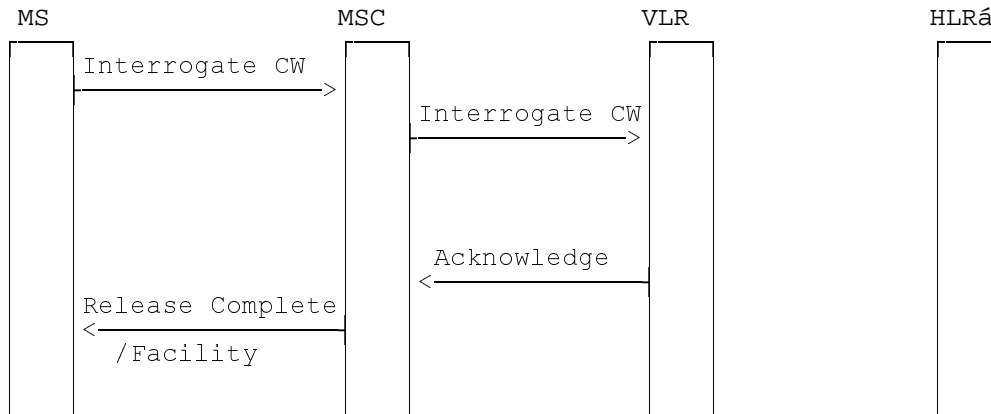 MS MSC VLR HLRá
Interrogate CW
>
Interrogate CW
>
Acknowledge
<
Release Complete
<
/Facility